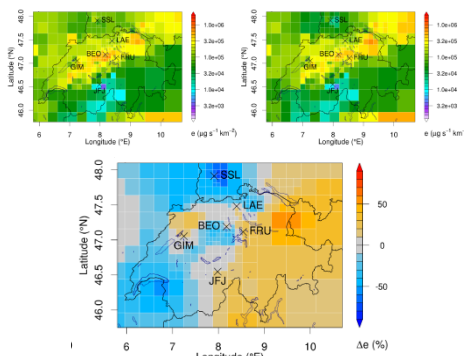 48.0
47.5
47.0
46.5
46.0
Latitude (°N)
SSL
LAE
BEO
FRU
GIM
JFJ
6 7 8 9 10
Longitude (°E)
1.0e+06
3.2e+05
1.0e+05
3.2e+04
1.0e+04
3.2e+03
e (µg s⁻¹ km⁻²)
48.0
47.5
47.0
46.5
46.0
Latitude (°N)
SSL
LAE
BEO
FRU
GIM
JFJ
6 7 8 9 10
Longitude (°E)
1.0e+06
3.2e+05
1.0e+05
3.2e+04
1.0e+04
3.2e+03
e (µg s⁻¹ km
48.0
47.5
47.0
46.5
46.0
Latitude (°N)
SSL
LAE
BEO
FRU
GIM
JFJ
7 8 9 10
Longitude (°E)
50
0
-50
Δe (%)